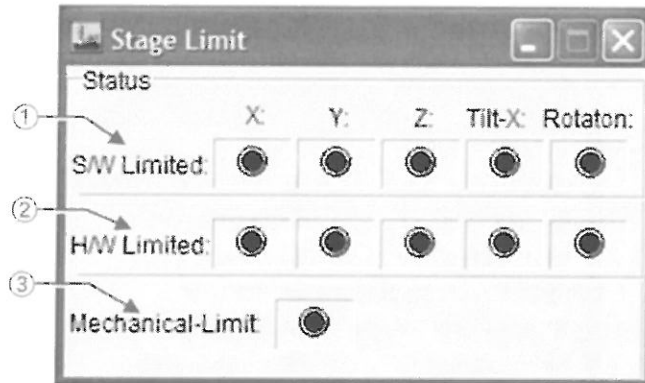 Stage Limit
Status
X: Y: Z: Tilt-X: Rotaton:
① S/W Limited:
② H/W Limited:
③ Mechanical-Limit: